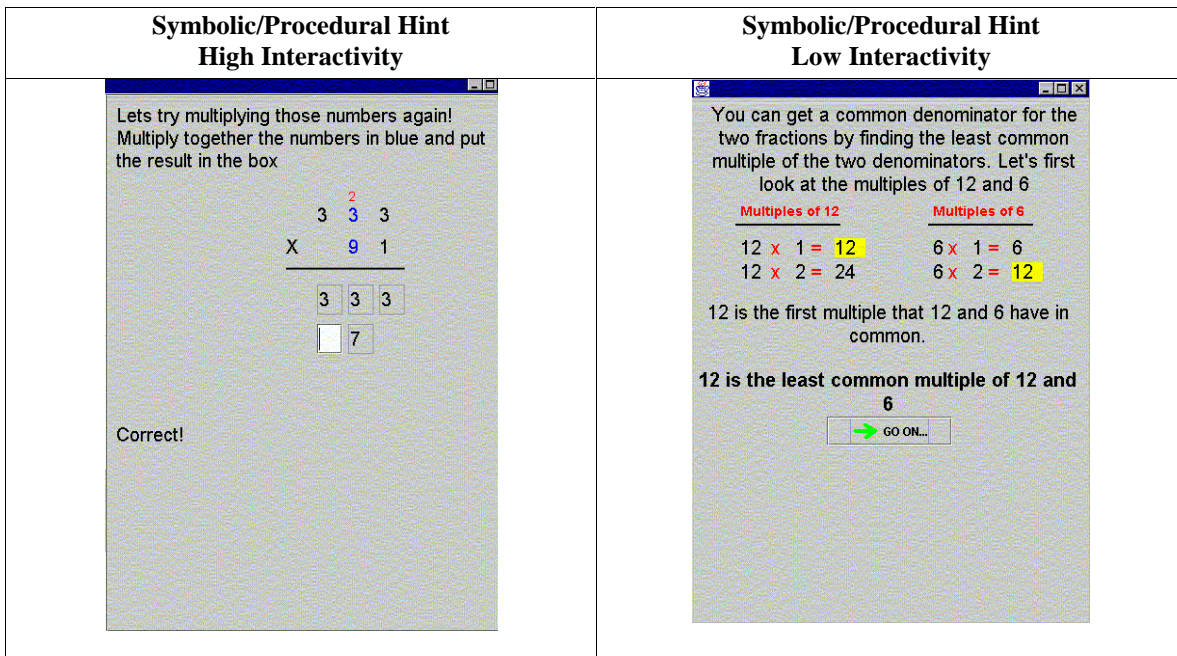 Symbolic/Procedural Hint
High Interactivity
Symbolic/Procedural Hint
Low Interactivity
Lets try multiplying those numbers again!
Multiply together the numbers in blue and put
the result in the box
2
3 3 3
X 9 1
3 3 3
7
Correct!
You can get a common denominator for the
two fractions by finding the least common
multiple of the two denominators. Let's first
look at the multiples of 12 and 6
Multiples of 12 Multiples of 6
12 x 1 = 12 6 x 1 = 6
12 x 2 = 24 6 x 2 = 12
12 is the first multiple that 12 and 6 have in
common.
12 is the least common multiple of 12 and
6
GO ON...